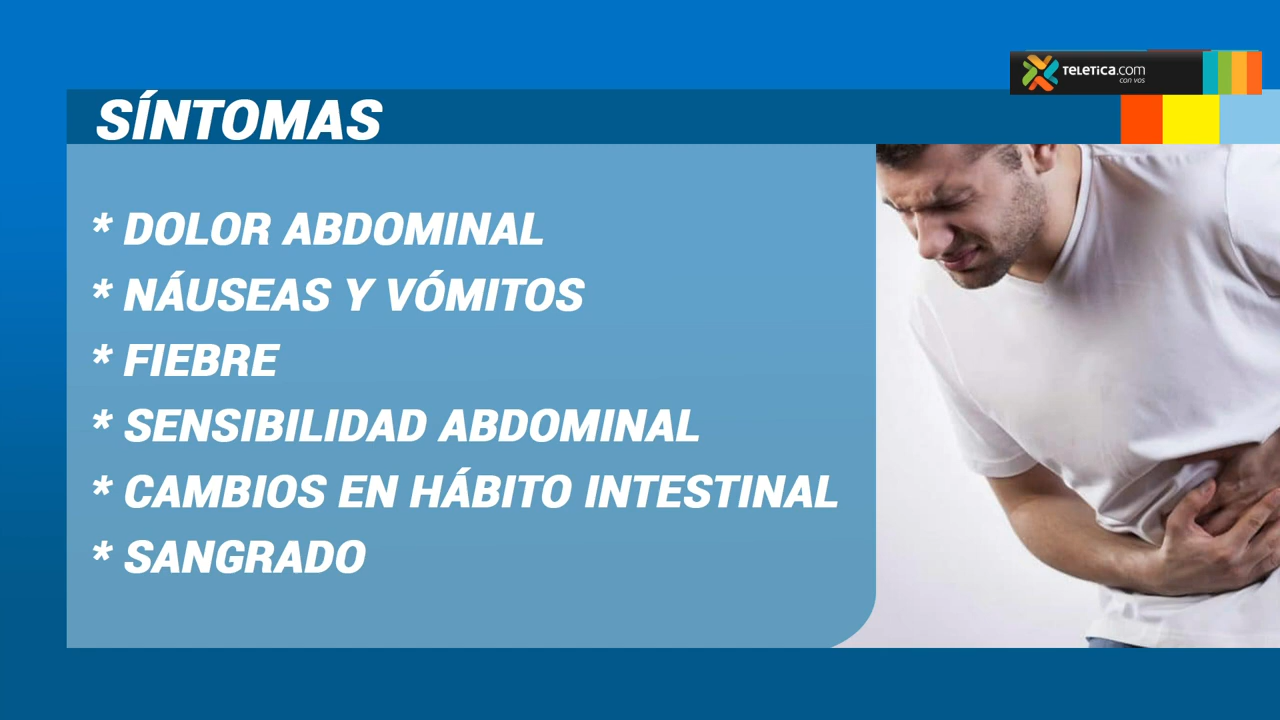 TELETICA.COM
con vos
SÍNTOMAS
* DOLOR ABDOMINAL
* NÁUSEAS Y VÓMITOS
* FIEBRE
* SENSIBILIDAD ABDOMINAL
* CAMBIOS EN HÁBITO INTESTINAL
* SANGRADO